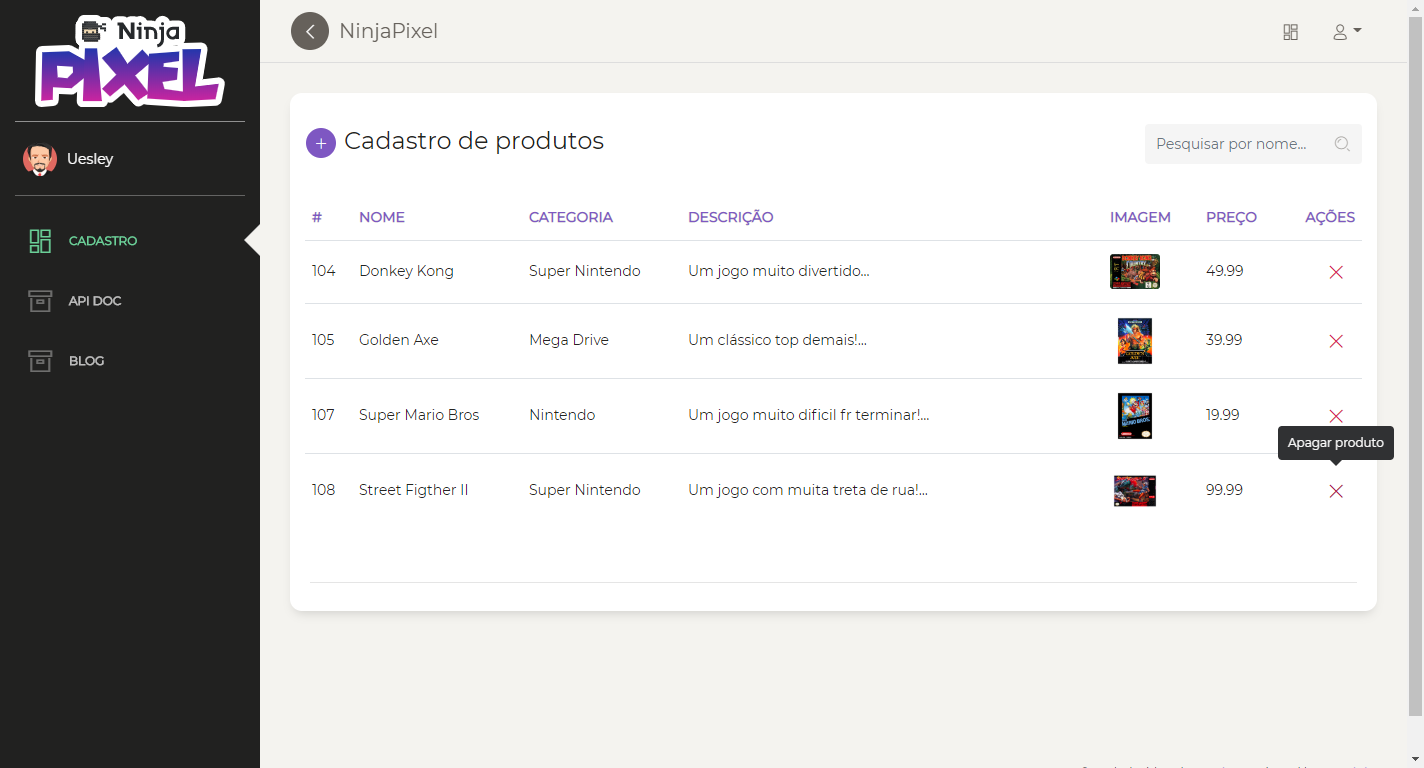 Ninja
PIXEL
NinjaPixel
Uesley
CADASTRO
API DOC
BLOG
Cadastro de produtos
Pesquisar por nome...
# NOME CATEGORIA DESCRIÇÃO IMAGEM PREÇO AÇÕES
104 Donkey Kong Super Nintendo Um jogo muito divertido... 49.99
105 Golden Axe Mega Drive Um clássico top demais!... 39.99
107 Super Mario Bros Nintendo Um jogo muito dificil fr terminar!... 19.99
Apagar produto
108 Street Figther II Super Nintendo Um jogo com muita treta de rua!... 99.99